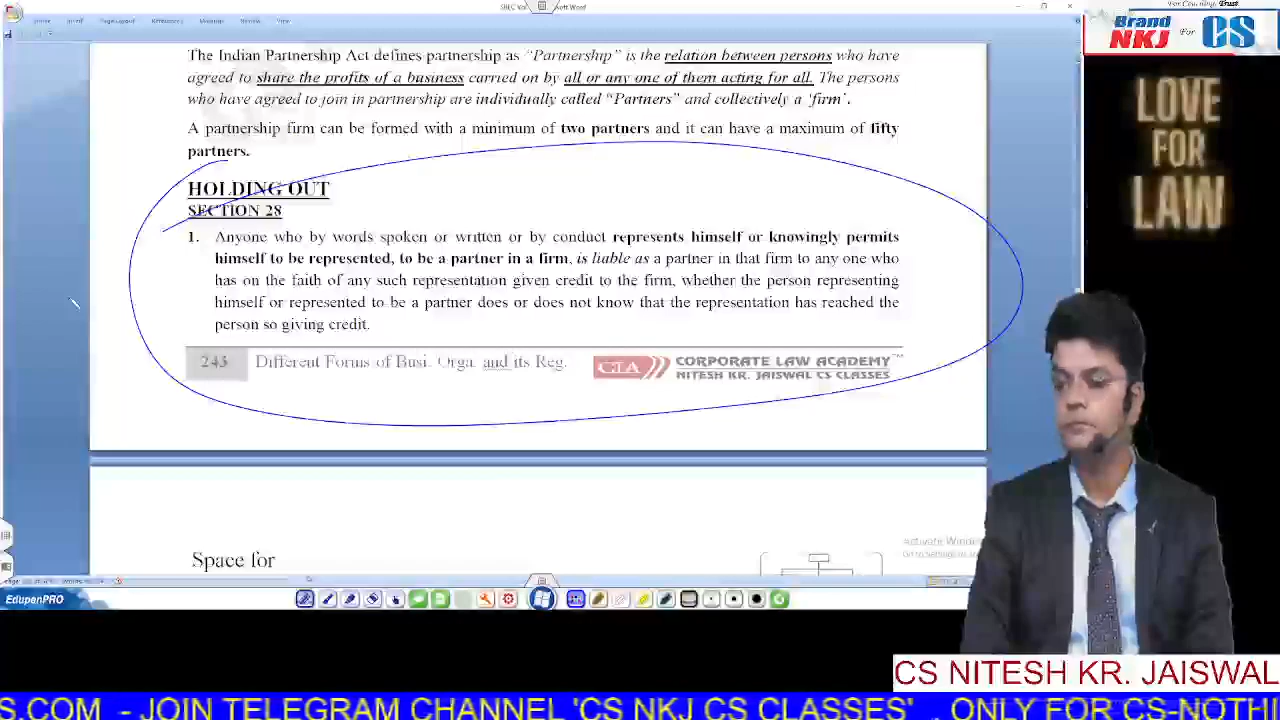 For Counting, Trust
Brand
NKJ
For
CS
The Indian Partnership Act defines partnership as "Partnership" is the relation between persons who have
agreed to share the profits of a business carried on by all or any one of them acting for all. The persons
who have agreed to join in partnership are individually called "Partners" and collectively a 'firm'.
A partnership firm can be formed with a minimum of two partners and it can have a maximum of fifty
partners.
HOLDING OUT
SECTION 28
1. Anyone who by words spoken or written or by conduct represents himself or knowingly permits
himself to be represented, to be a partner in a firm, is liable as a partner in that firm to any one who
has on the faith of any such representation given credit to the firm, whether the person representing
himself or represented to be a partner does or does not know that the representation has reached the
person so giving credit.
245 Different Forms of Busi. Orga. and its Reg.
CLA
CORPORATE LAW ACADEMY™
NITESH KR. JAISWAL CS CLASSES
LOVE
FOR
LAW
Space for
Activate Windo
EdupenPRO
CS NITESH KR. JAISWAL
S.COM - JOIN TELEGRAM CHANNEL 'CS NKJ CS CLASSES' , ONLY FOR CS-NOTHI